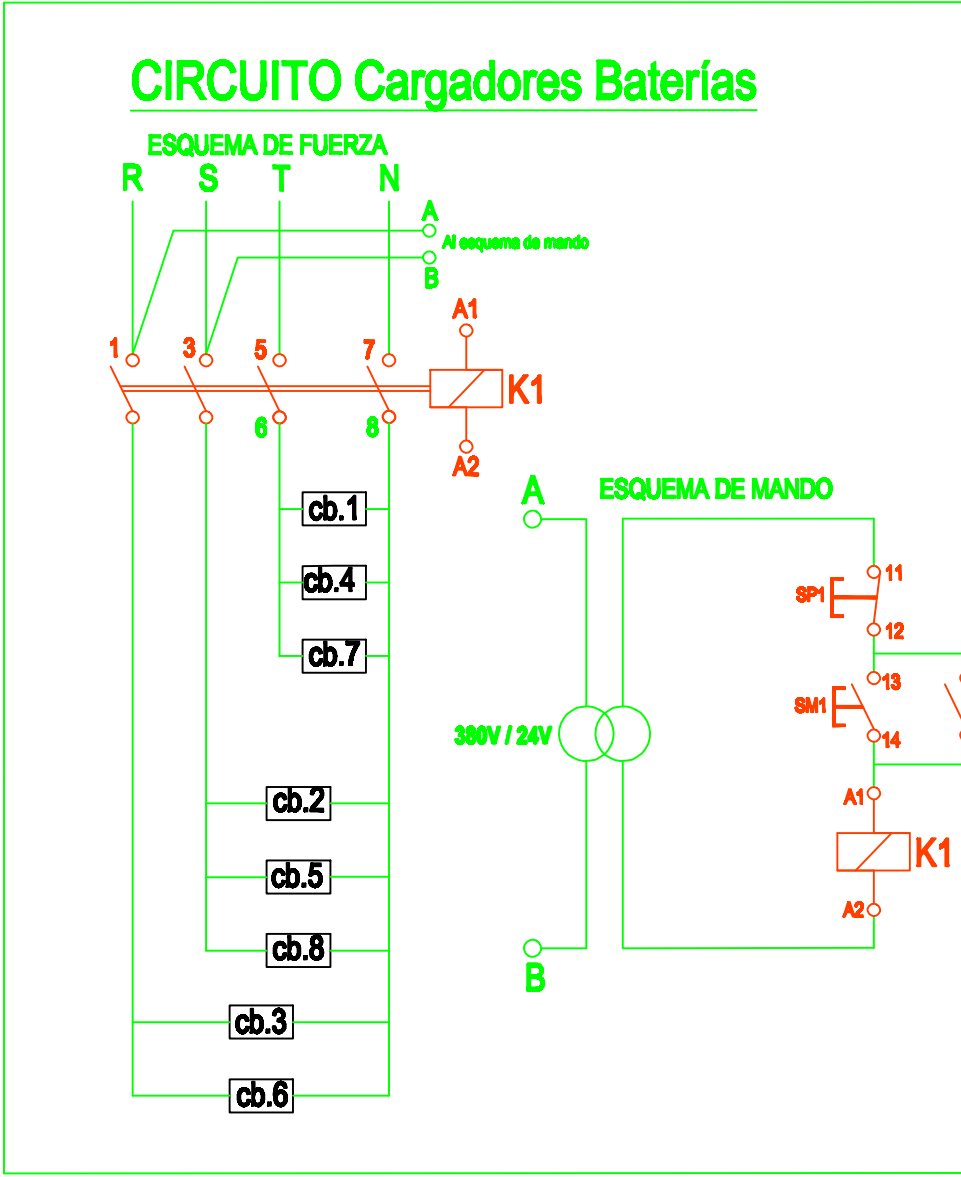 CIRCUITO Cargadores Baterías
ESQUEMA DE FUERZA
R S T N
A
Al esquema de mando
B
A1
1 3 5 7
K1
6 8
A2
cb.1
A ESQUEMA DE MANDO
cb.4
11
SP1
12
cb.7
13
SM1
380V / 24V
14
cb.2
A1
K1
cb.5
A2
cb.8
B
cb.3
cb.6